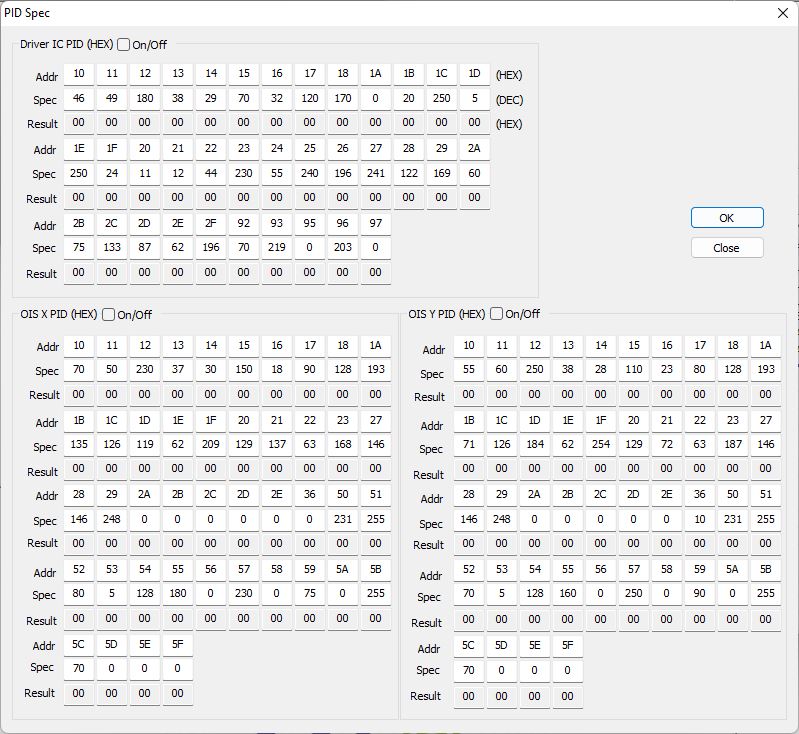 PID Spec
Driver IC PID (HEX) On/Off
Addr 10 11 12 13 14 15 16 17 18 1A 1B 1C 1D (HEX)
Spec 46 49 180 38 29 70 32 120 170 0 20 250 5 (DEC)
Result 00 00 00 00 00 00 00 00 00 00 00 00 00 (HEX)
Addr 1E 1F 20 21 22 23 24 25 26 27 28 29 2A
Spec 250 24 11 12 44 230 55 240 196 241 122 169 60
Result 00 00 00 00 00 00 00 00 00 00 00 00 00
Addr 2B 2C 2D 2E 2F 92 93 95 96 97
Spec 75 133 87 62 196 70 219 0 203 0
Result 00 00 00 00 00 00 00 00 00 00
OK
Close
OIS X PID (HEX) On/Off
Addr 10 11 12 13 14 15 16 17 18 1A
Spec 70 50 230 37 30 150 18 90 128 193
Result 00 00 00 00 00 00 00 00 00 00
Addr 1B 1C 1D 1E 1F 20 21 22 23 27
Spec 135 126 119 62 209 129 137 63 168 146
Result 00 00 00 00 00 00 00 00 00 00
Addr 28 29 2A 2B 2C 2D 2E 36 50 51
Spec 146 248 0 0 0 0 0 0 231 255
Result 00 00 00 00 00 00 00 00 00 00
Addr 52 53 54 55 56 57 58 59 5A 5B
Spec 80 5 128 180 0 230 0 75 0 255
Result 00 00 00 00 00 00 00 00 00 00
Addr 5C 5D 5E 5F
Spec 70 0 0 0
Result 00 00 00 00
OIS Y PID (HEX) On/Off
Addr 10 11 12 13 14 15 16 17 18 1A
Spec 55 60 250 38 28 110 23 80 128 193
Result 00 00 00 00 00 00 00 00 00 00
Addr 1B 1C 1D 1E 1F 20 21 22 23 27
Spec 71 126 184 62 254 129 72 63 187 146
Result 00 00 00 00 00 00 00 00 00 00
Addr 28 29 2A 2B 2C 2D 2E 36 50 51
Spec 146 248 0 0 0 0 0 10 231 255
Result 00 00 00 00 00 00 00 00 00 00
Addr 52 53 54 55 56 57 58 59 5A 5B
Spec 70 5 128 160 0 250 0 90 0 255
Result 00 00 00 00 00 00 00 00 00 00
Addr 5C 5D 5E 5F
Spec 70 0 0 0
Result 00 00 00 00